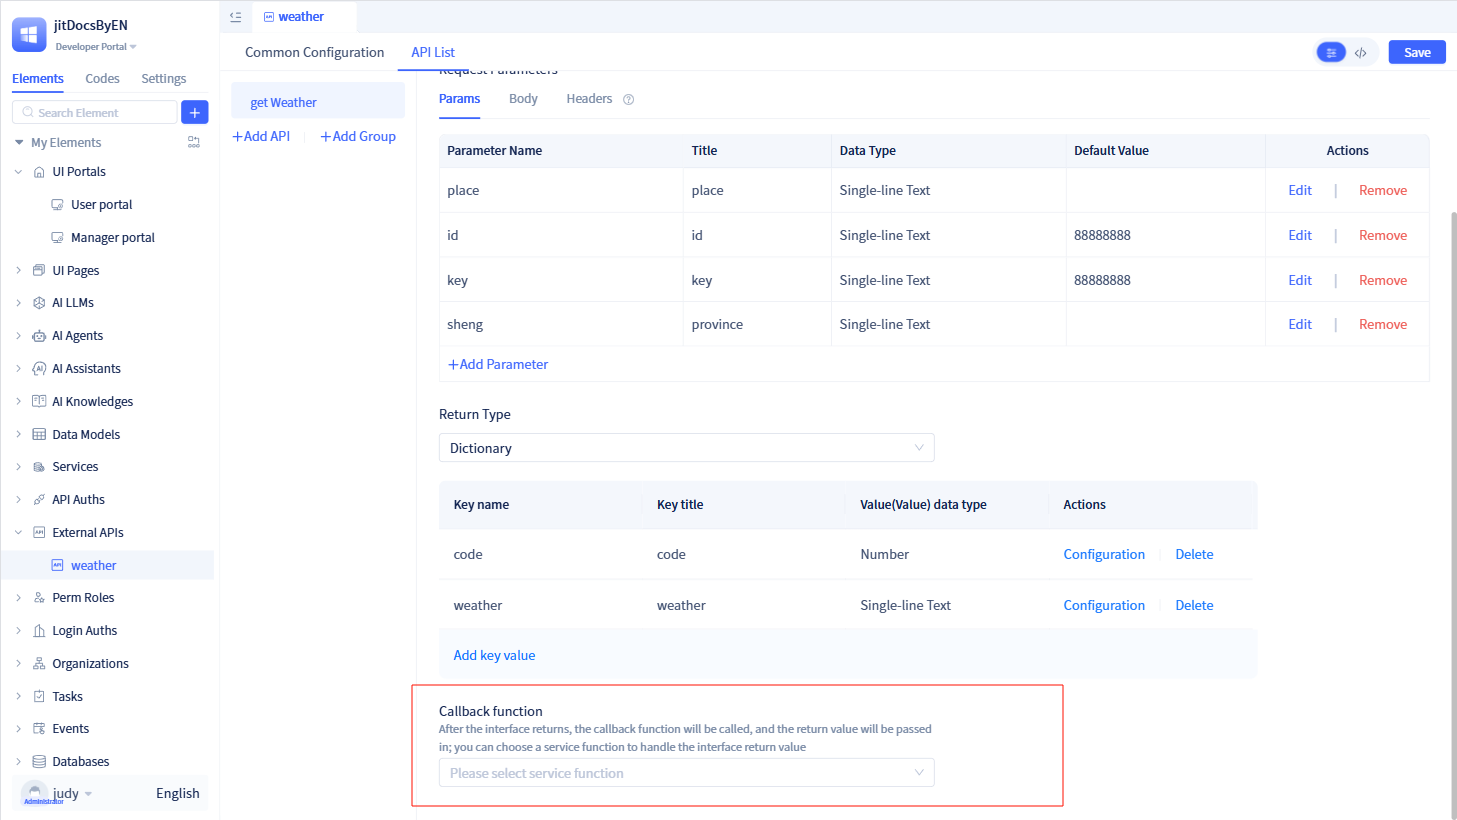 jitDocsByEN
Developer Portal
Elements
Codes
Settings
Search Element
My Elements
UI Portals
User portal
Manager portal
UI Pages
AI LLMs
AI Agents
AI Assistants
AI Knowledges
Data Models
Services
API Auths
External APIs
weather
Perm Roles
Login Auths
Organizations
Tasks
Events
Databases
judy
Administrator
English
weather
Common Configuration
API List
Save
get Weather
+Add API
+Add Group
Request Parameters
Params
Body
Headers
Parameter Name Title Data Type Default Value Actions
place place Single-line Text Edit | Remove
id id Single-line Text 88888888 Edit | Remove
key key Single-line Text 88888888 Edit | Remove
sheng province Single-line Text Edit | Remove
+Add Parameter
Return Type
Dictionary
Key name Key title Value(Value) data type Actions
code code Number Configuration Delete
weather weather Single-line Text Configuration Delete
Add key value
Callback function
After the interface returns, the callback function will be called, and the return value will be passed
in; you can choose a service function to handle the interface return value
Please select service function